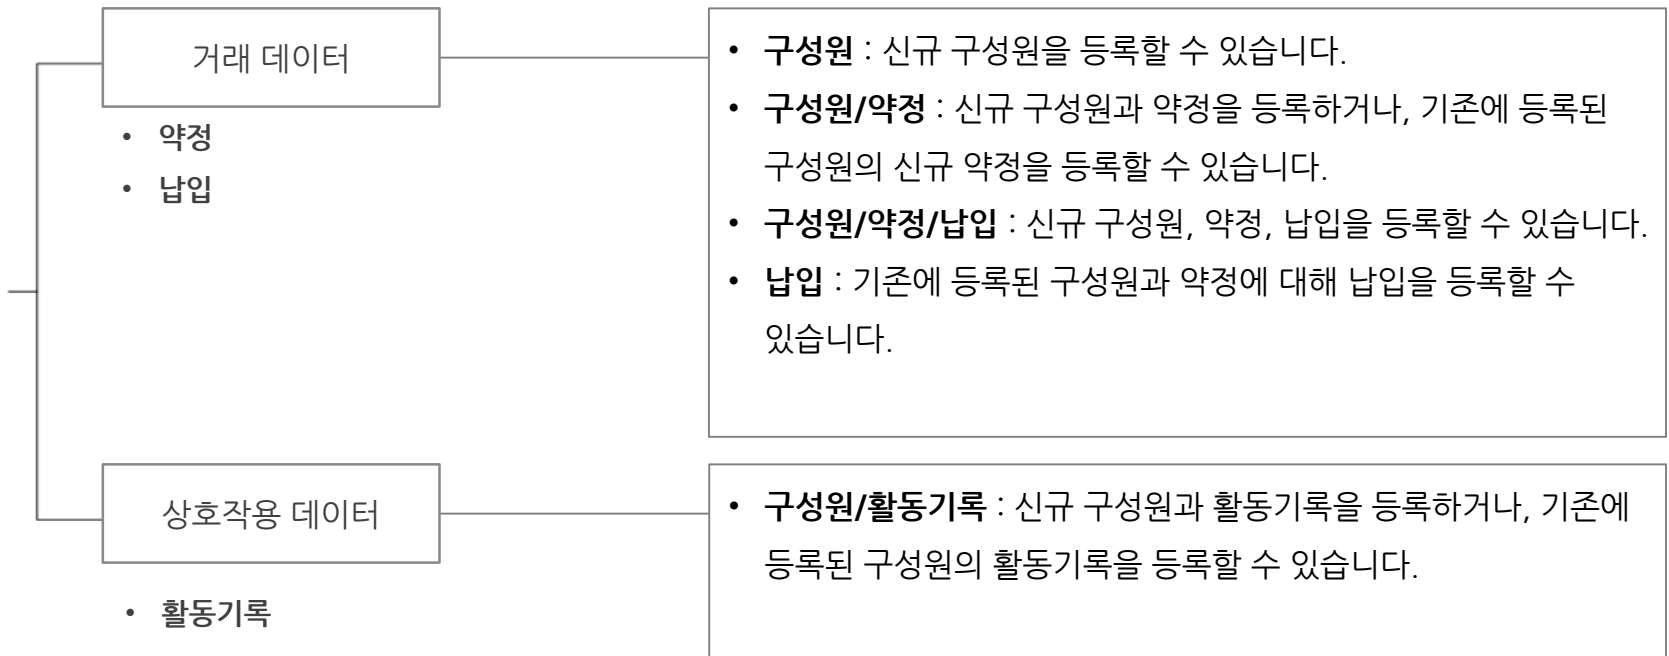 거래 데이터
• 약정
• 납입
• 구성원 : 신규 구성원을 등록할 수 있습니다.
• 구성원/약정 : 신규 구성원과 약정을 등록하거나, 기존에 등록된
구성원의 신규 약정을 등록할 수 있습니다.
• 구성원/약정/납입 : 신규 구성원, 약정, 납입을 등록할 수 있습니다.
• 납입 : 기존에 등록된 구성원과 약정에 대해 납입을 등록할 수
있습니다.
상호작용 데이터
• 활동기록
• 구성원/활동기록 : 신규 구성원과 활동기록을 등록하거나, 기존에
등록된 구성원의 활동기록을 등록할 수 있습니다.